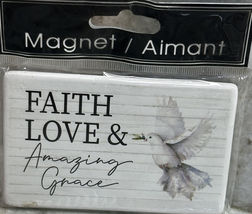 Magnet / Aimant
FAITH
LOVE &
Amazing
Grace